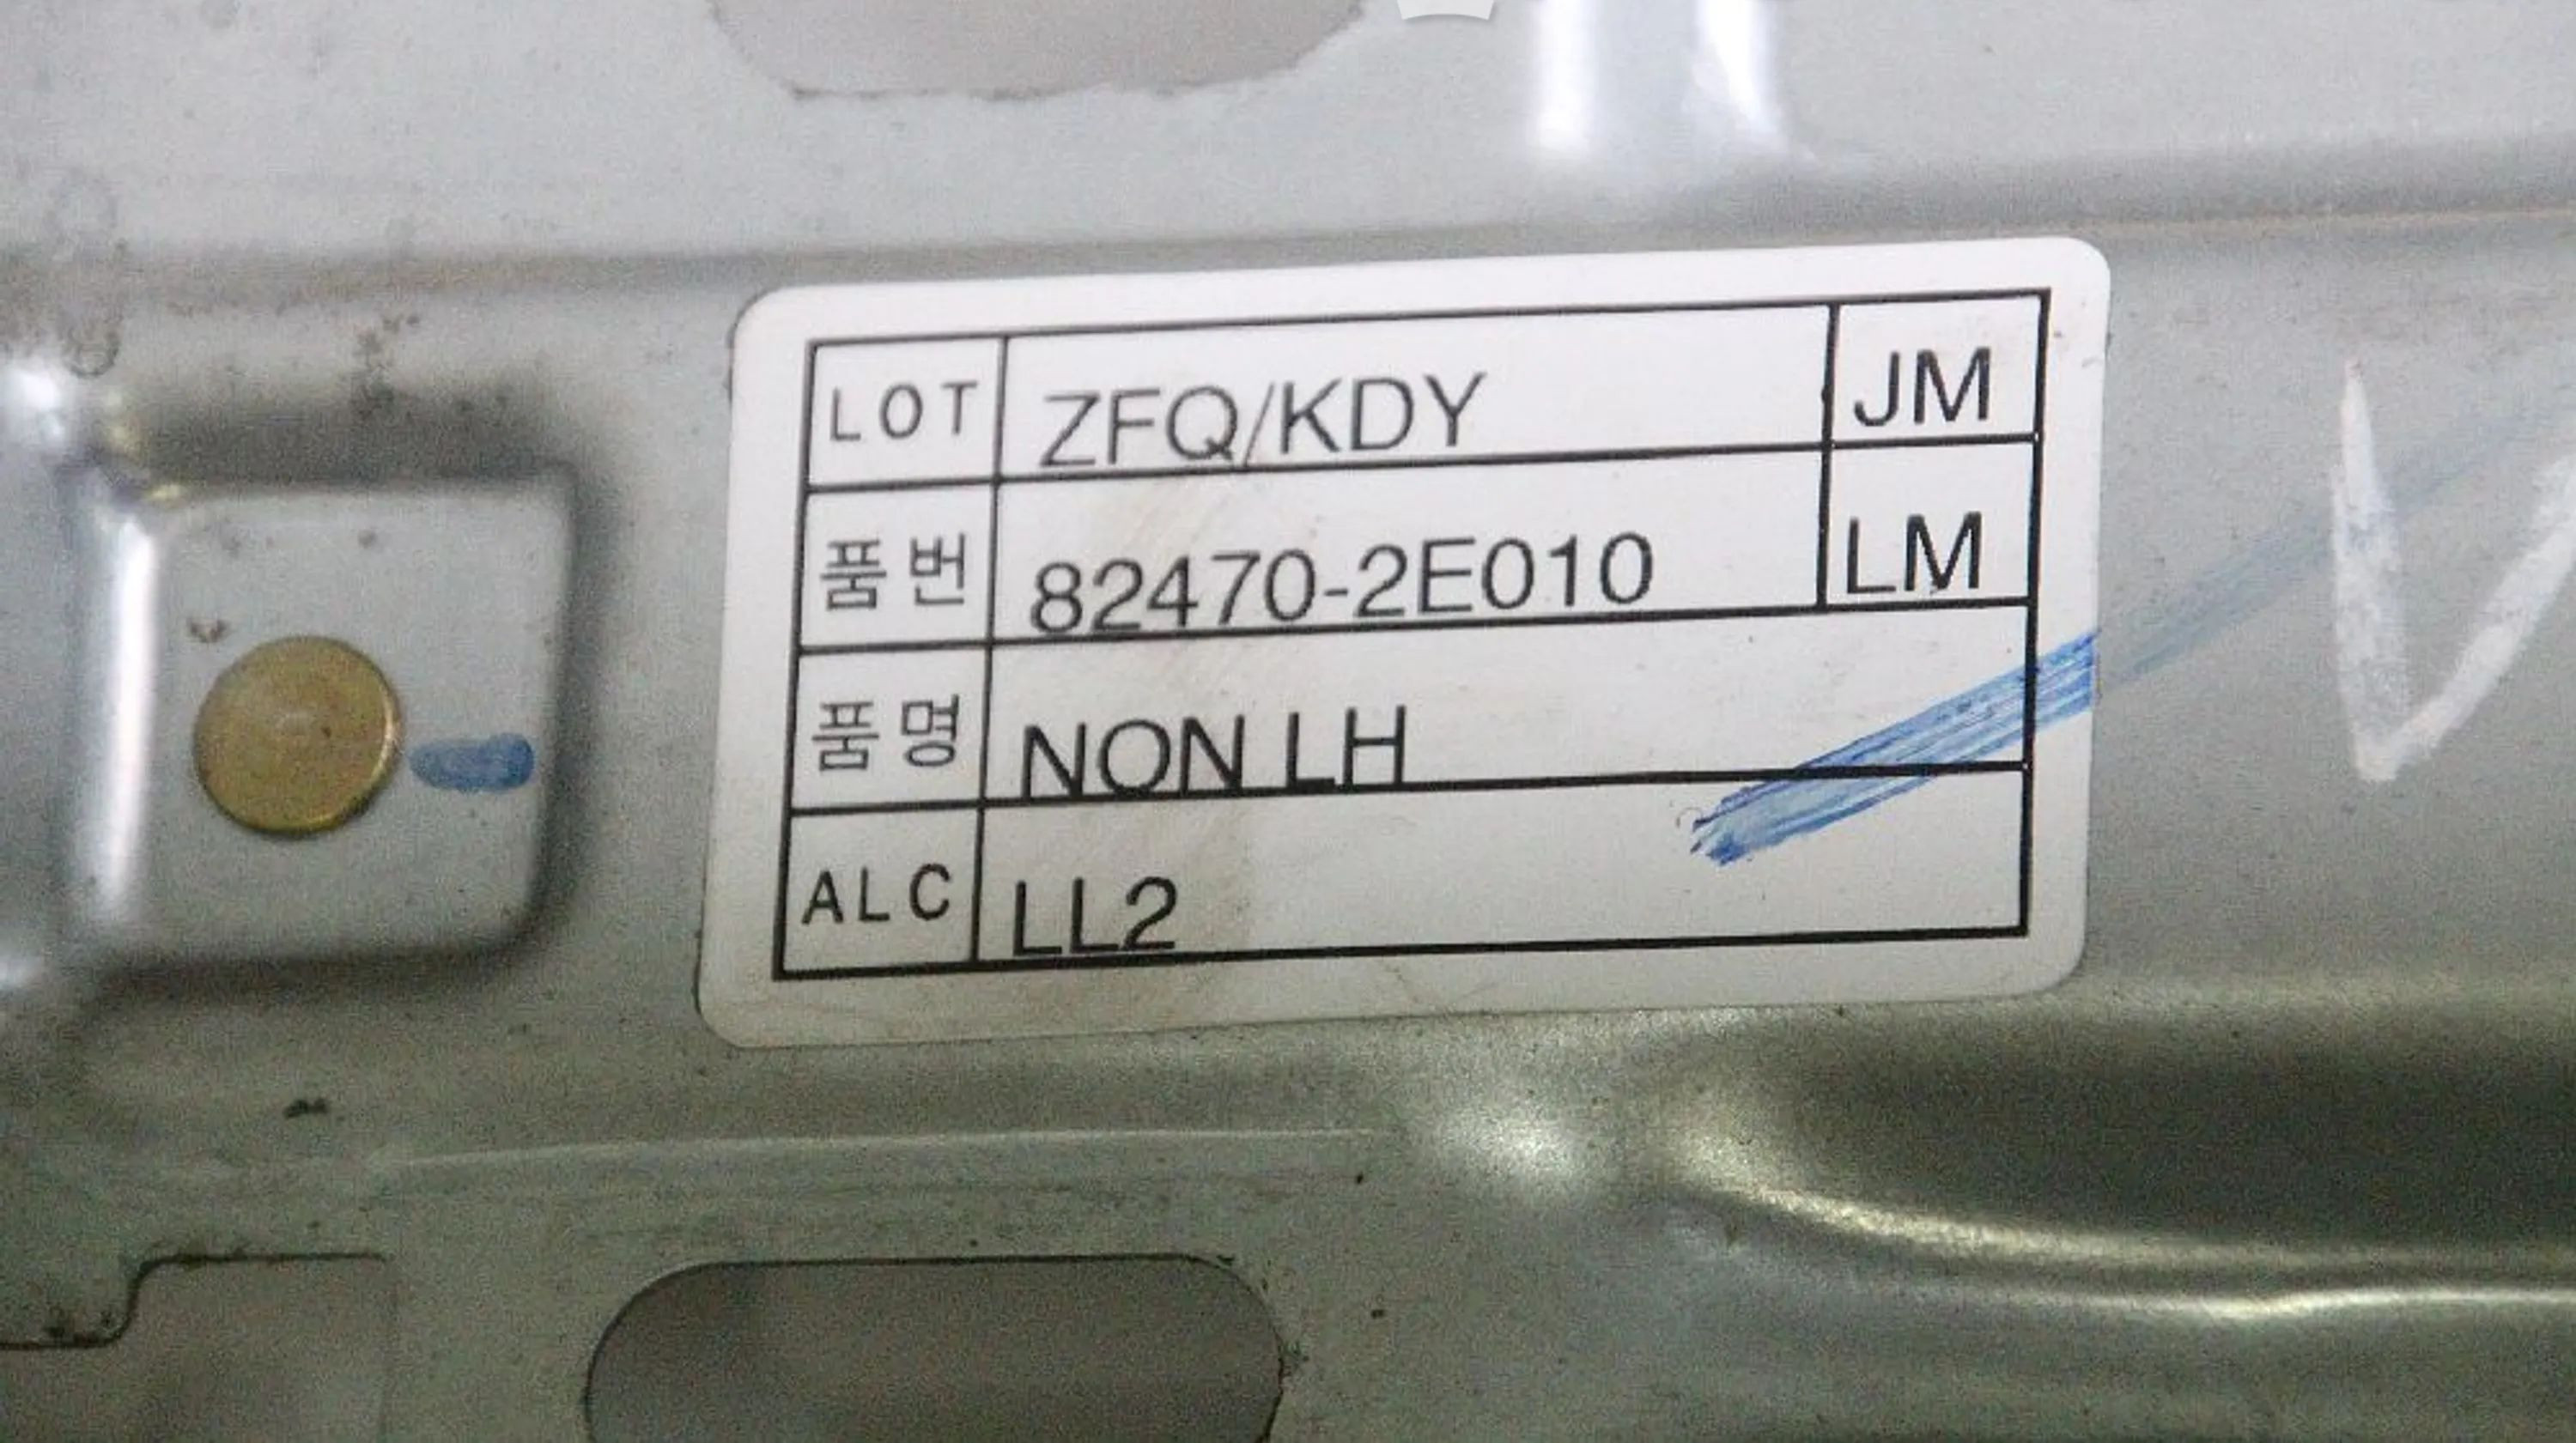 LOT ZFQ/KDY JM
품번 82470-2E010 LM
품명 NON LH
ALC LL2